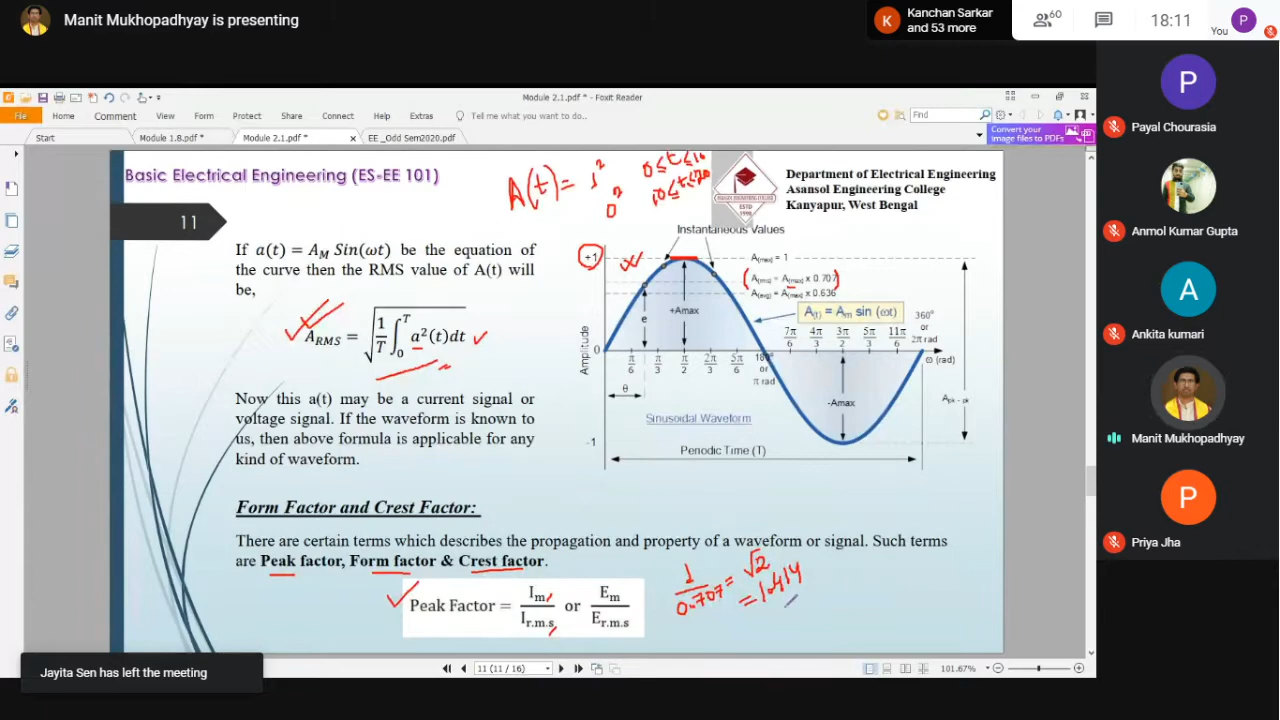 Manit Mukhopadhyay is presenting
K
Kanchan Sarkar
and 53 more
60
18:11
You
P
Module 2.1.pdf * - Foxit Reader
File
Home
Comment
View
Form
Protect
Share
Connect
Help
Extras
Tell me what you want to do...
Find
Start
Module 1.8.pdf *
Module 2.1.pdf *
EE _Odd Sem2020.pdf
Convert your
image files to PDFs
Basic Electrical Engineering (ES-EE 101)
A(t) = 1² 0≤t≤10
0² 10≤t≤20
ESTD
1998
Department of Electrical Engineering
Asansol Engineering College
Kanyapur, West Bengal
11
If a(t) = A_M Sin(ωt) be the equation of
the curve then the RMS value of A(t) will
be,
A_RMS = √(1/T ∫₀ᵀ a²(t)dt)
Now this a(t) may be a current signal or
voltage signal. If the waveform is known to
us, then above formula is applicable for any
kind of waveform.
Instantaneous Values
+1
A(max) = 1
A(rms) = A(max) x 0.707
A(avg) = A(max) x 0.636
A(t) = Am sin (ωt)
+Amax
e
Amplitude
0
π/6
π/3
π/2
2π/3
5π/6
180°
or
π rad
7π/6
4π/3
3π/2
5π/3
11π/6
360°
or
2π rad
ω (rad)
θ
-Amax
Apk - pk
Sinusoidal Waveform
-1
Periodic Time (T)
Form Factor and Crest Factor:
There are certain terms which describes the propagation and property of a waveform or signal. Such terms
are Peak factor, Form factor & Crest factor.
Peak Factor = I_m/I_r.m.s or E_m/E_r.m.s
1/0.707 = √2
= 1.414
11 (11 / 16)
101.67%
Jayita Sen has left the meeting
P
Payal Chourasia
Anmol Kumar Gupta
A
Ankita kumari
Manit Mukhopadhyay
P
Priya Jha